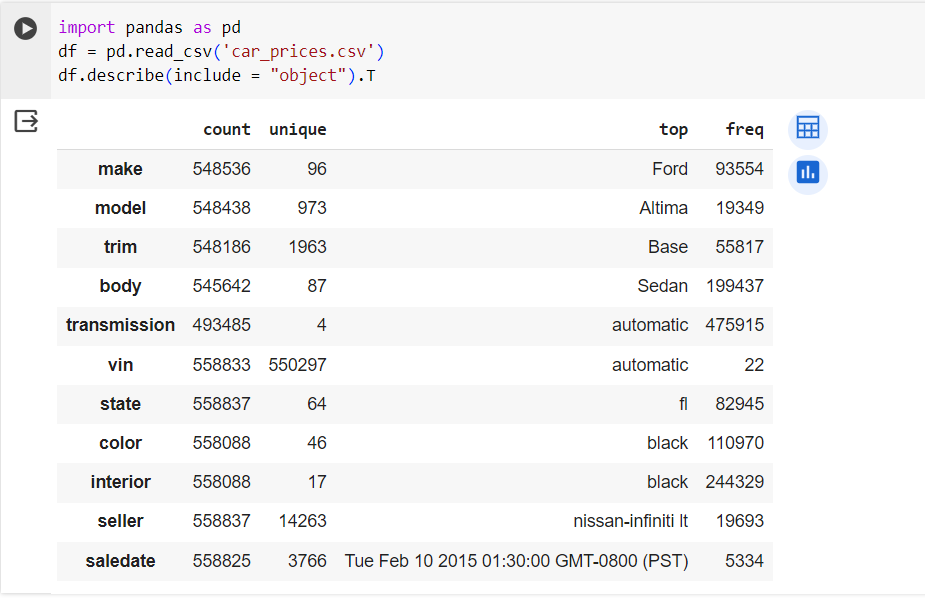 import pandas as pd
df = pd.read_csv('car_prices.csv')
df.describe(include = "object").T
count unique top freq
make 548536 96 Ford 93554
model 548438 973 Altima 19349
trim 548186 1963 Base 55817
body 545642 87 Sedan 199437
transmission 493485 4 automatic 475915
vin 558833 550297 automatic 22
state 558837 64 fl 82945
color 558088 46 black 110970
interior 558088 17 black 244329
seller 558837 14263 nissan-infiniti lt 19693
saledate 558825 3766 Tue Feb 10 2015 01:30:00 GMT-0800 (PST) 5334